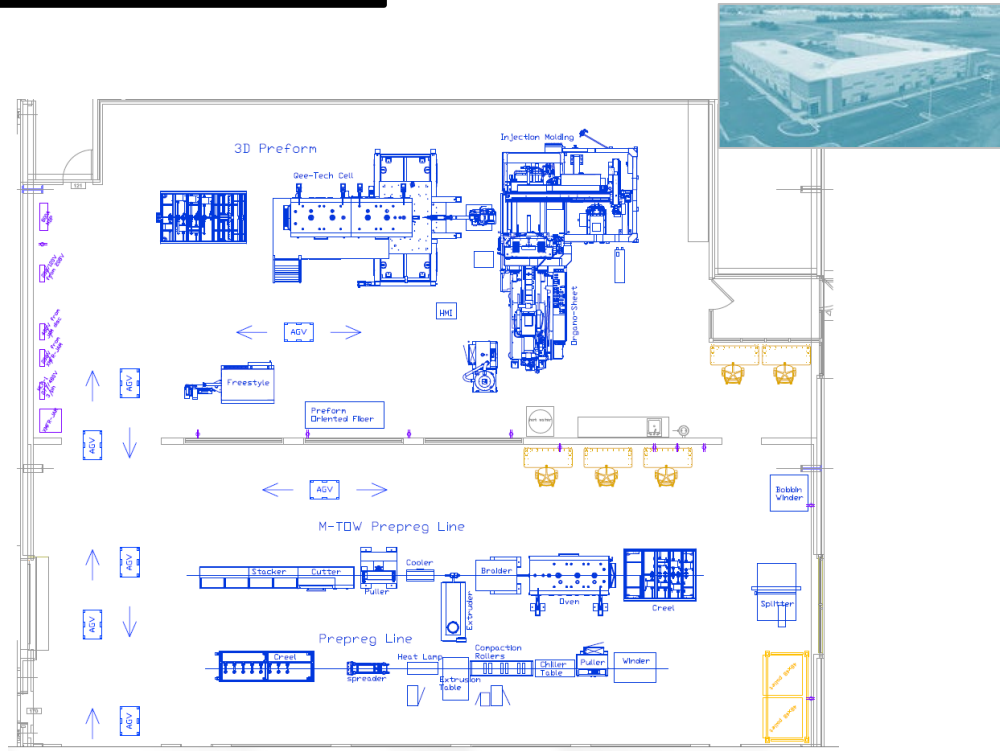 Injection Molding
3D Preform
Gee-Tech Cell
HMI
Organo-Sheet
AGV
AGV
Freestyle
Preform
Oriented Fiber
AGV
AGV
Bobbin
Winder
M-TOW Prepreg Line
Stacker
Cutter
Puller
Cooler
Extruder
Braider
Oven
Creel
AGV
Splitter
AGV
Prepreg Line
Creel
spreader
Heat Lamp
Extrusion
Table
Compaction
Rollers
Chiller
Table
Puller
Winder
AGV